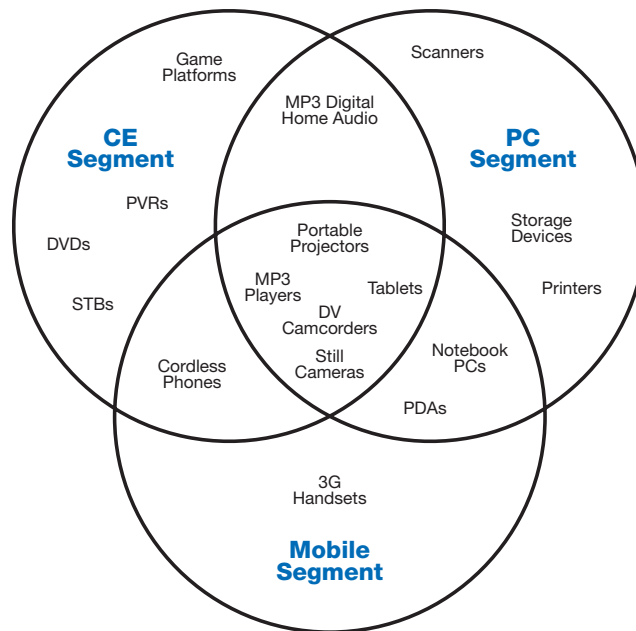 Game
Platforms
Scanners
MP3 Digital
Home Audio
CE
Segment
PC
Segment
PVRs
DVDs
STBs
Portable
Projectors
Storage
Devices
MP3
Players
Tablets
Printers
DV
Camcorders
Still
Cameras
Cordless
Phones
Notebook
PCs
PDAs
3G
Handsets
Mobile
Segment